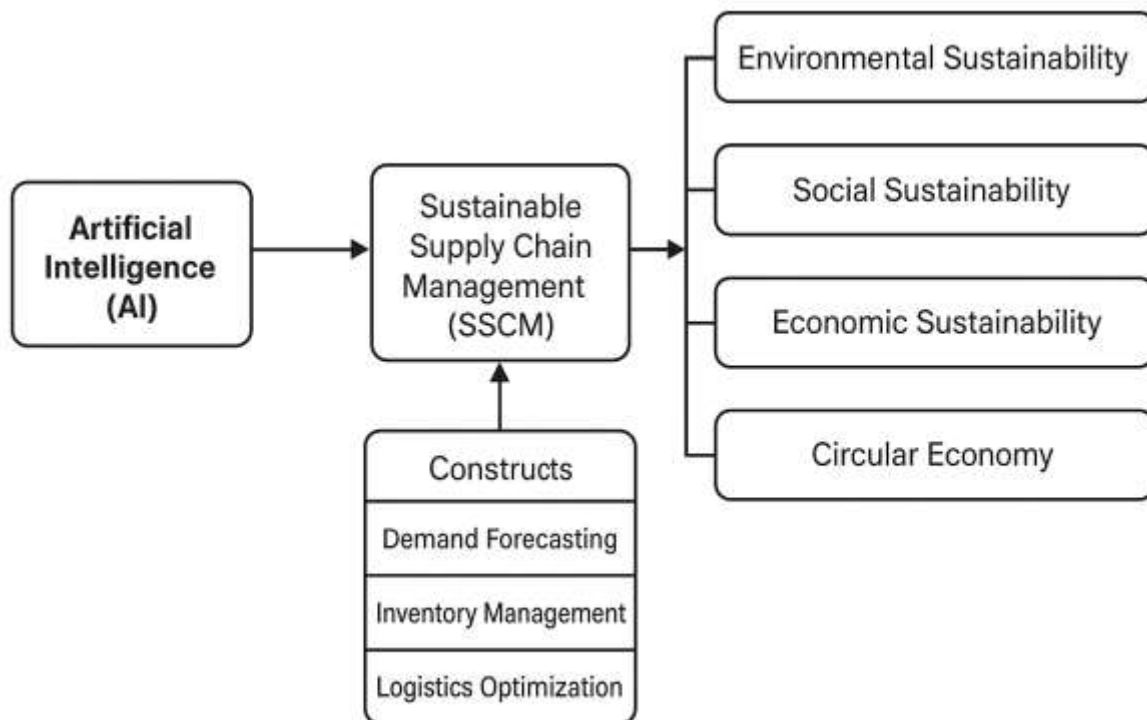 Artificial
Intelligence
(AI)
Sustainable
Supply Chain
Management
(SSCM)
Environmental Sustainability
Social Sustainability
Economic Sustainability
Circular Economy
Constructs
Demand Forecasting
Inventory Management
Logistics Optimization